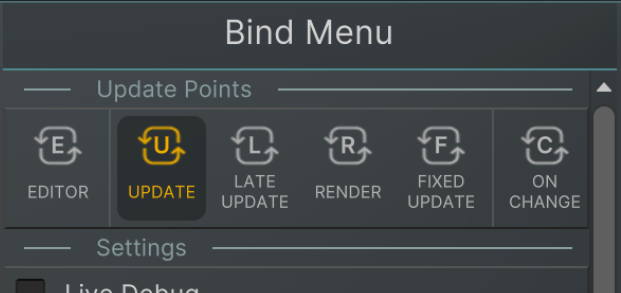 Bind Menu
Update Points
E U L R F C
EDITOR UPDATE LATE UPDATE RENDER FIXED UPDATE ON CHANGE
Settings
Live Debug